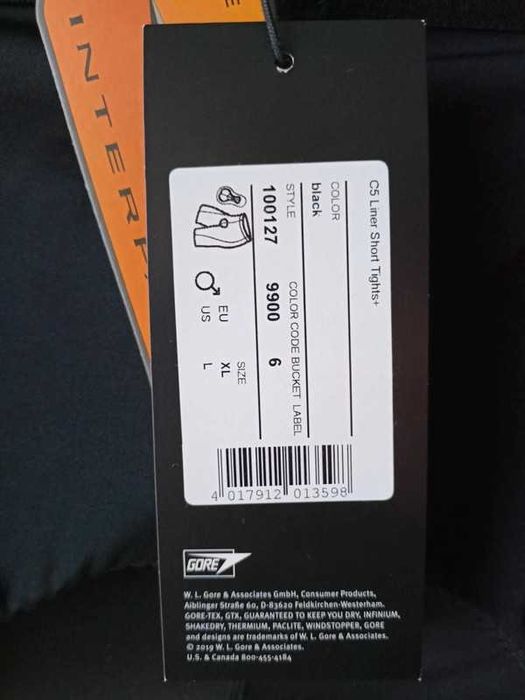 INTER
C5 Liner Short Tights+
COLOR
black
STYLE COLOR CODE BUCKET LABEL
100127 9900 6
SIZE
EU XL
US L
4 017912 013598
GORE
W. L. Gore & Associates GmbH, Consumer Products,
Aiblinger Straße 60, D-83620 Feldkirchen-Westerham.
GORE-TEX, GTX, GUARANTEED TO KEEP YOU DRY, INFINIUM,
SHAKEDRY, THERMIUM, PACLITE, WINDSTOPPER, GORE
and designs are trademarks of W. L. Gore & Associates.
© 2019 W. L. Gore & Associates.
U.S. & Canada 800-455-4184